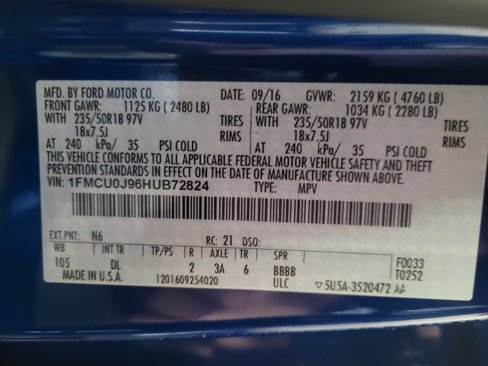 MFD. BY FORD MOTOR CO. DATE: 09/16 GVWR: 2159 KG ( 4760 LB)
FRONT GAWR: 1125 KG ( 2480 LB) REAR GAWR: 1034 KG ( 2280 LB)
WITH 235/50R18 97V TIRES WITH 235/50R18 97V TIRES
18x7.5J RIMS 18x7.5J RIMS
AT 240 kPa/ 35 PSI COLD AT 240 kPa/ 35 PSI COLD
THIS VEHICLE CONFORMS TO ALL APPLICABLE FEDERAL MOTOR VEHICLE SAFETY AND THEFT
PREVENTION STANDARDS IN EFFECT ON THE DATE OF MANUFACTURE SHOWN ABOVE.
VIN: 1FMCU0J96HUB72824 TYPE: MPV
EXT PNT: N6 RC: 21 DSO:
WB INT TR TP/PS R AXLE TR SPR F0033
105 DL 2 3A 6 BBBB T0252
MADE IN U.S.A. 1201609254020 ULC 5U5A-3520472 AA